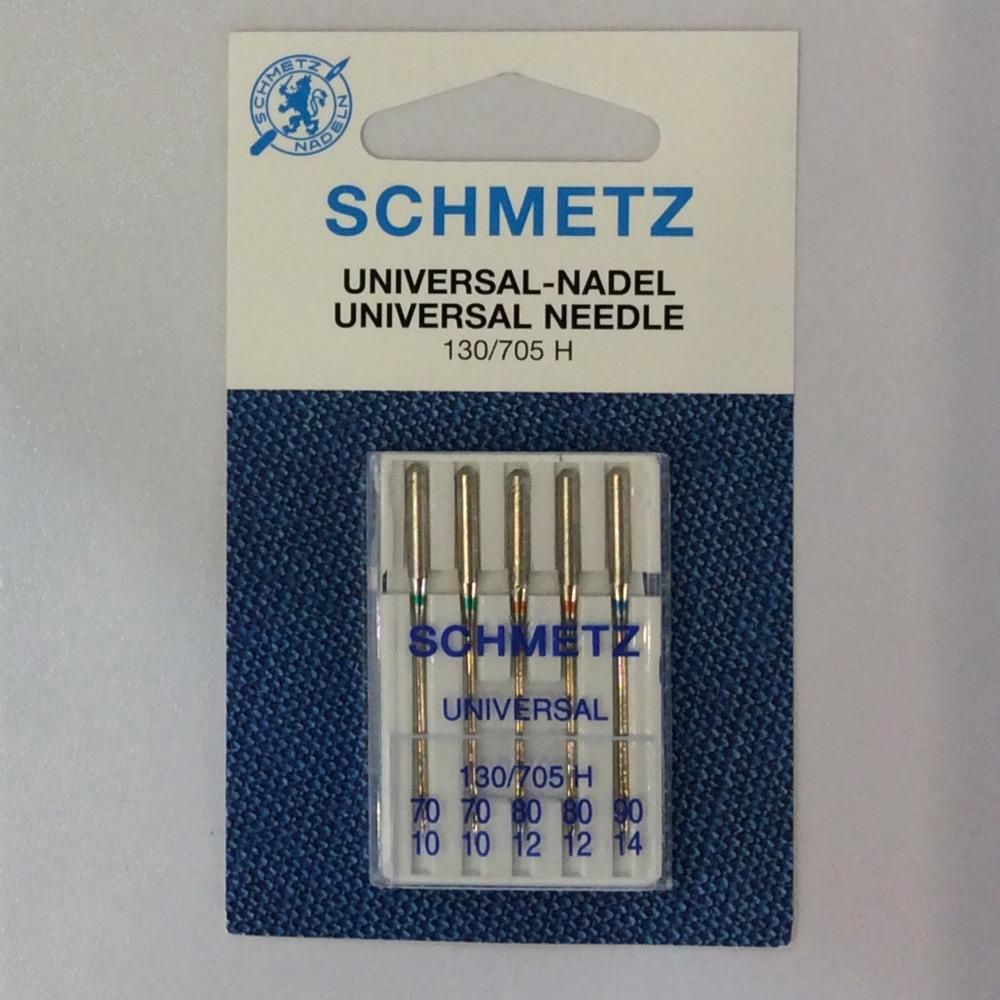 SCHMETZ
NADELN
SCHMETZ
UNIVERSAL-NADEL
UNIVERSAL NEEDLE
130/705 H
SCHMETZ
UNIVERSAL
130/705 H
70 70 80 80 90
10 10 12 12 14